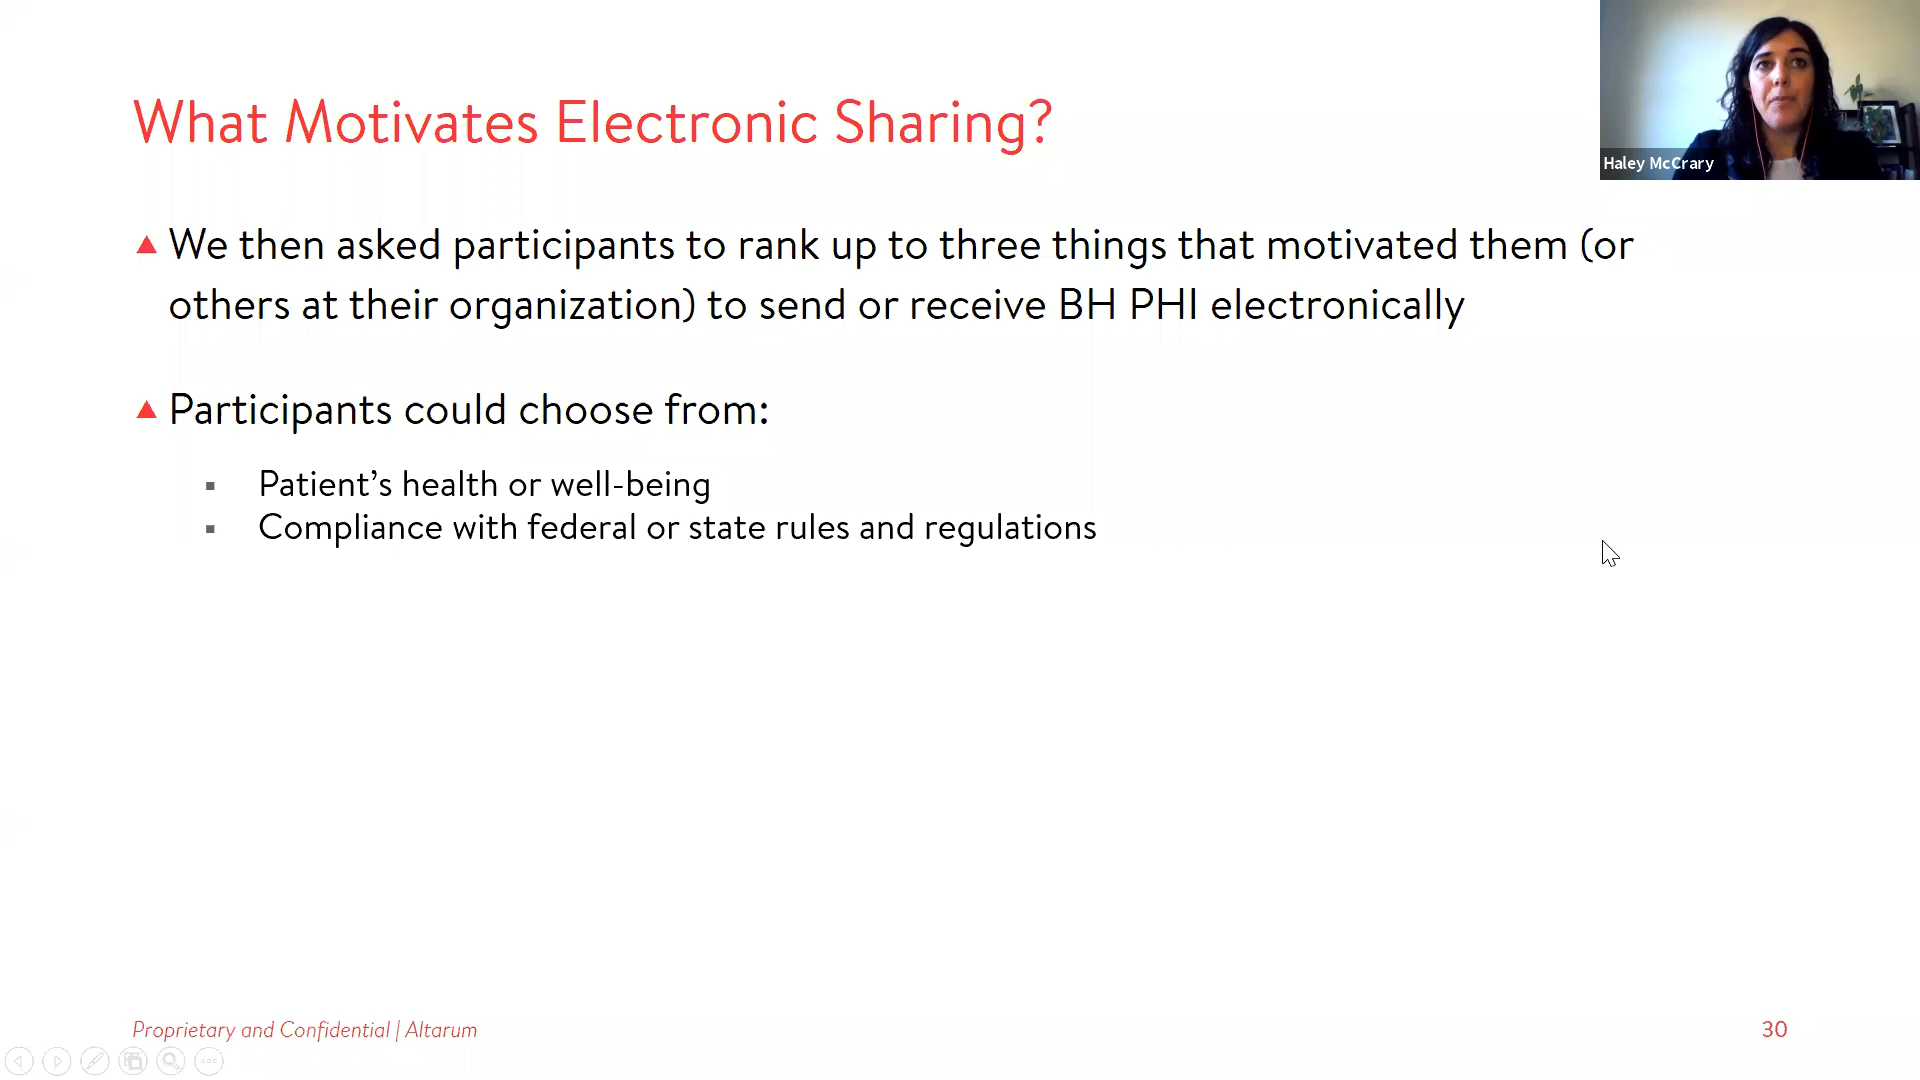 What Motivates Electronic Sharing?
Haley McCrary
▲ We then asked participants to rank up to three things that motivated them (or
others at their organization) to send or receive BH PHI electronically
▲ Participants could choose from:
▪ Patient’s health or well-being
▪ Compliance with federal or state rules and regulations
Proprietary and Confidential | Altarum
30